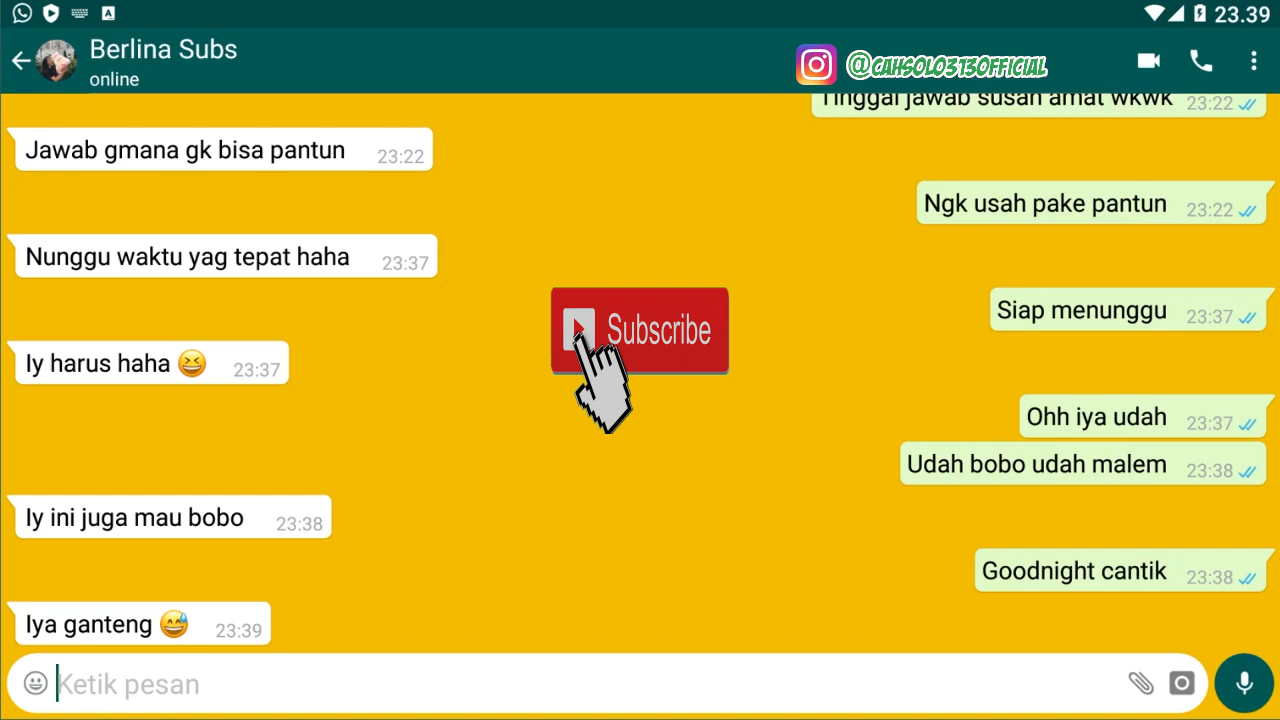 23.39
Berlina Subs
online
@CAHSOLO313OFFICIAL
Tinggal jawab susah amat wkwk 23:22
Jawab gmana gk bisa pantun 23:22
Ngk usah pake pantun 23:22
Nunggu waktu yag tepat haha 23:37
Siap menunggu 23:37
Subscribe
Iy harus haha 😆 23:37
Ohh iya udah 23:37
Udah bobo udah malem 23:38
Iy ini juga mau bobo 23:38
Goodnight cantik 23:38
Iya ganteng 😅 23:39
Ketik pesan